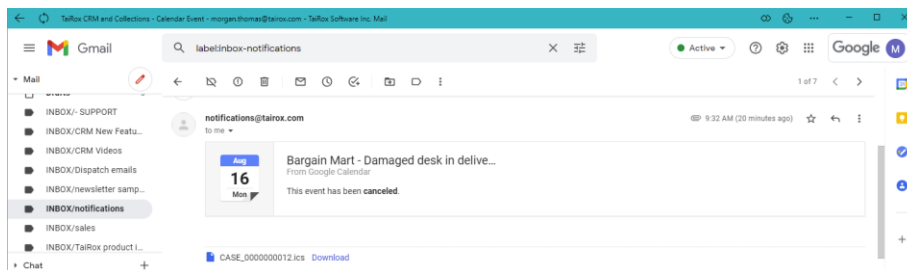 TaiRox CRM and Collections - Calendar Event - morgan.thomas@tairox.com - TaiRox Software Inc. Mail
Gmail
label:inbox-notifications
Active
Google
M
Mail
1 of 7
Drafts
INBOX/- SUPPORT
INBOX/CRM New Featu...
INBOX/CRM Videos
INBOX/Dispatch emails
INBOX/newsletter samp...
INBOX/notifications
INBOX/sales
INBOX/TaiRox product i...
Chat
notifications@tairox.com
9:32 AM (20 minutes ago)
to me
Aug
16
Mon
Bargain Mart - Damaged desk in delive...
From Google Calendar
This event has been canceled.
CASE_0000000012.ics Download